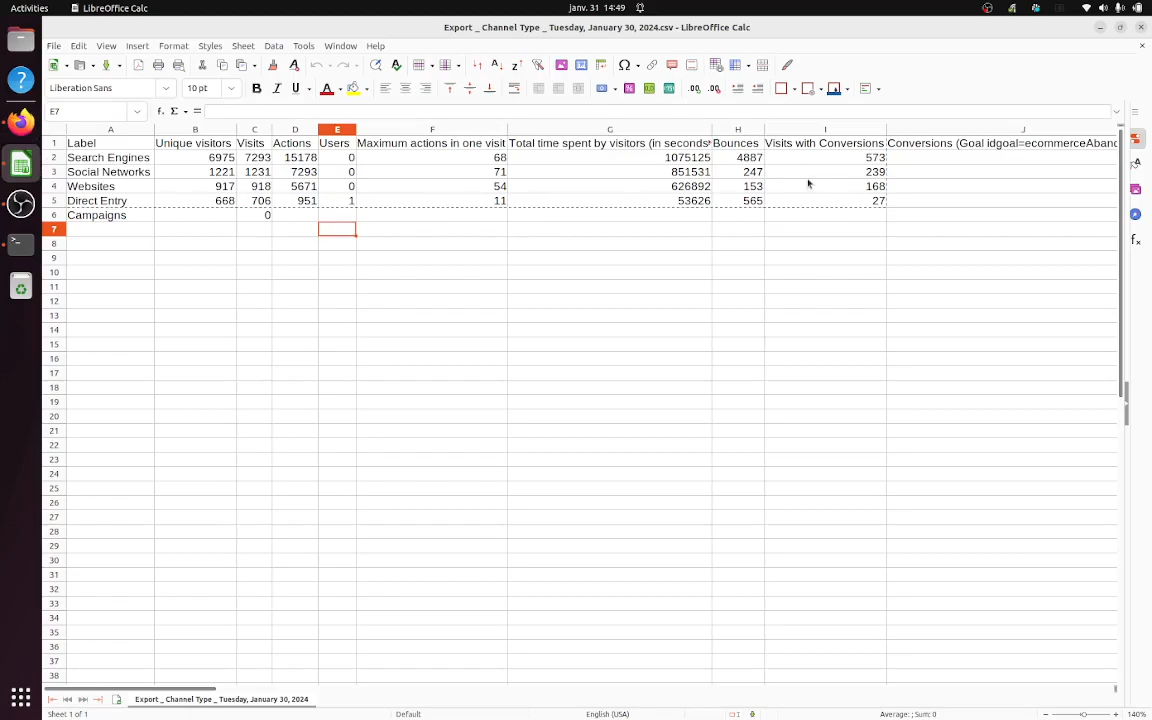 Activities
LibreOffice Calc
janv. 31 14:49
Export _ Channel Type _ Tuesday, January 30, 2024.csv - LibreOffice Calc
File Edit View Insert Format Styles Sheet Data Tools Window Help
Liberation Sans
10 pt
E7
A B C D E F G H I J
1 Label Unique visitors Visits Actions Users Maximum actions in one visit Total time spent by visitors (in seconds Bounces Visits with Conversions Conversions (Goal idgoal=ecommerceAband
2 Search Engines 6975 7293 15178 0 68 1075125 4887 573
3 Social Networks 1221 1231 7293 0 71 851531 247 239
4 Websites 917 918 5671 0 54 626892 153 168
5 Direct Entry 668 706 951 1 11 53626 565 27
6 Campaigns 0
7
8
9
10
11
12
13
14
15
16
17
18
19
20
21
22
23
24
25
26
27
28
29
30
31
32
33
34
35
36
37
38
Export _ Channel Type _ Tuesday, January 30, 2024
Sheet 1 of 1
Default
English (USA)
Average: ; Sum: 0
140%